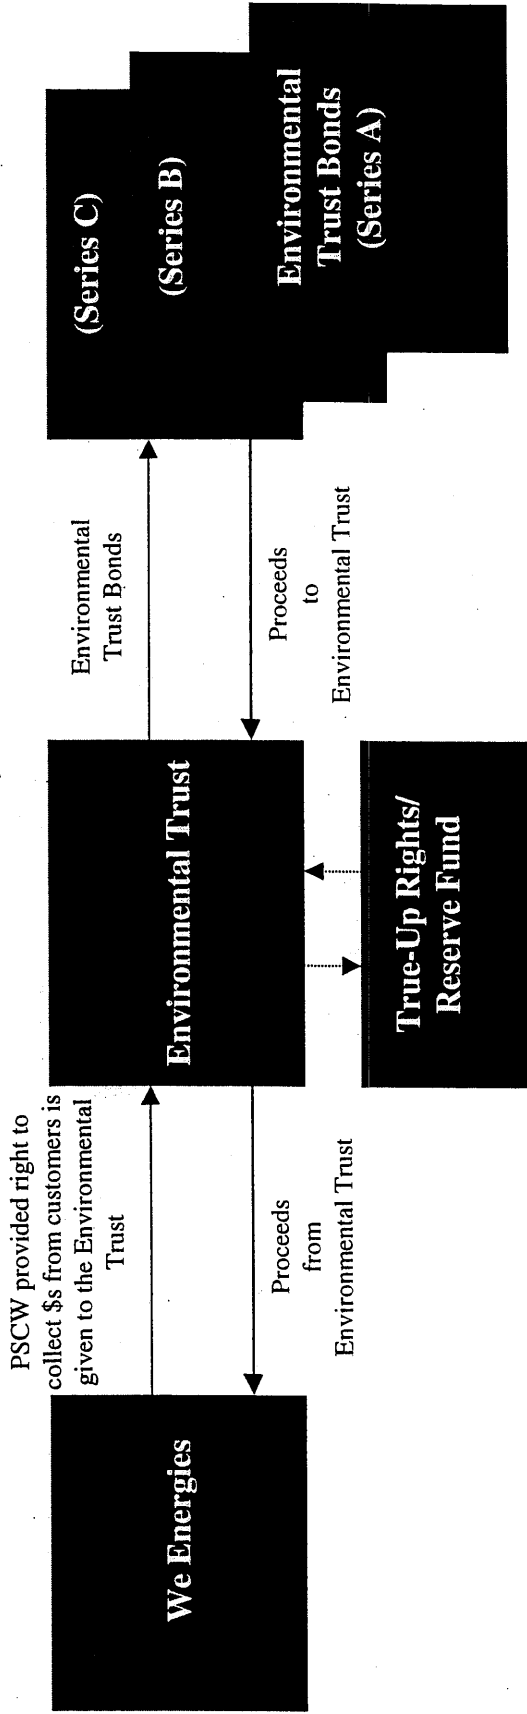 We Energies
PSCW provided right to
collect $s from customers is
given to the Environmental
Trust
Proceeds
from
Environmental Trust
Environmental Trust
True-Up Rights/
Reserve Fund
Environmental
Trust Bonds
Proceeds
to
Environmental Trust
(Series C)
(Series B)
Environmental
Trust Bonds
(Series A)